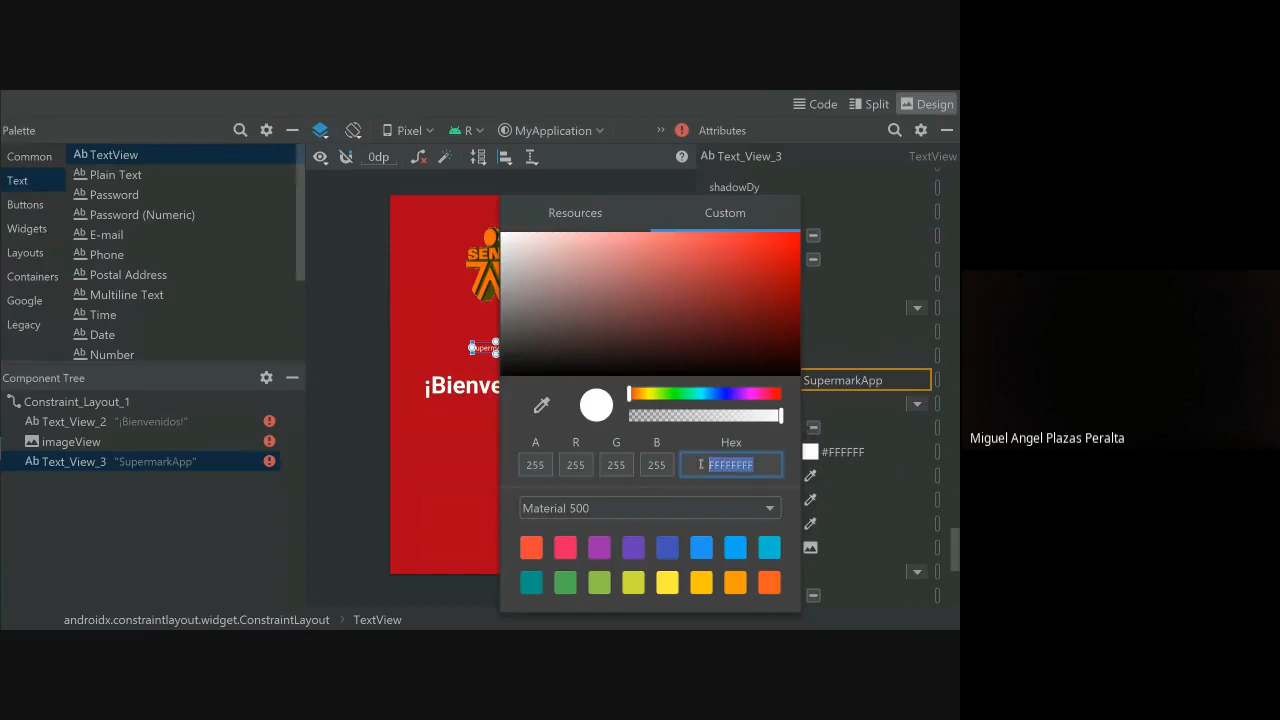 Code Split Design
Palette Pixel R MyApplication » Attributes
Common Ab TextView 0dp Ab Text_View_3 TextView
Text Ab Plain Text
Buttons Ab Password
Widgets Ab Password (Numeric)
Layouts Ab E-mail
Containers Ab Phone
Google Ab Postal Address
Legacy Ab Multiline Text
Ab Time
Ab Date
Ab Number
shadowDy
Resources Custom
SEN
¡Bienve
A R G B Hex
255 255 255 255 FFFFFFFF
Material 500
SupermarkApp
#FFFFFF
Component Tree
Constraint_Layout_1
Ab Text_View_2 "¡Bienvenidos!"
imageView
Ab Text_View_3 "SupermarkApp"
androidx.constraintlayout.widget.ConstraintLayout › TextView
Miguel Angel Plazas Peralta